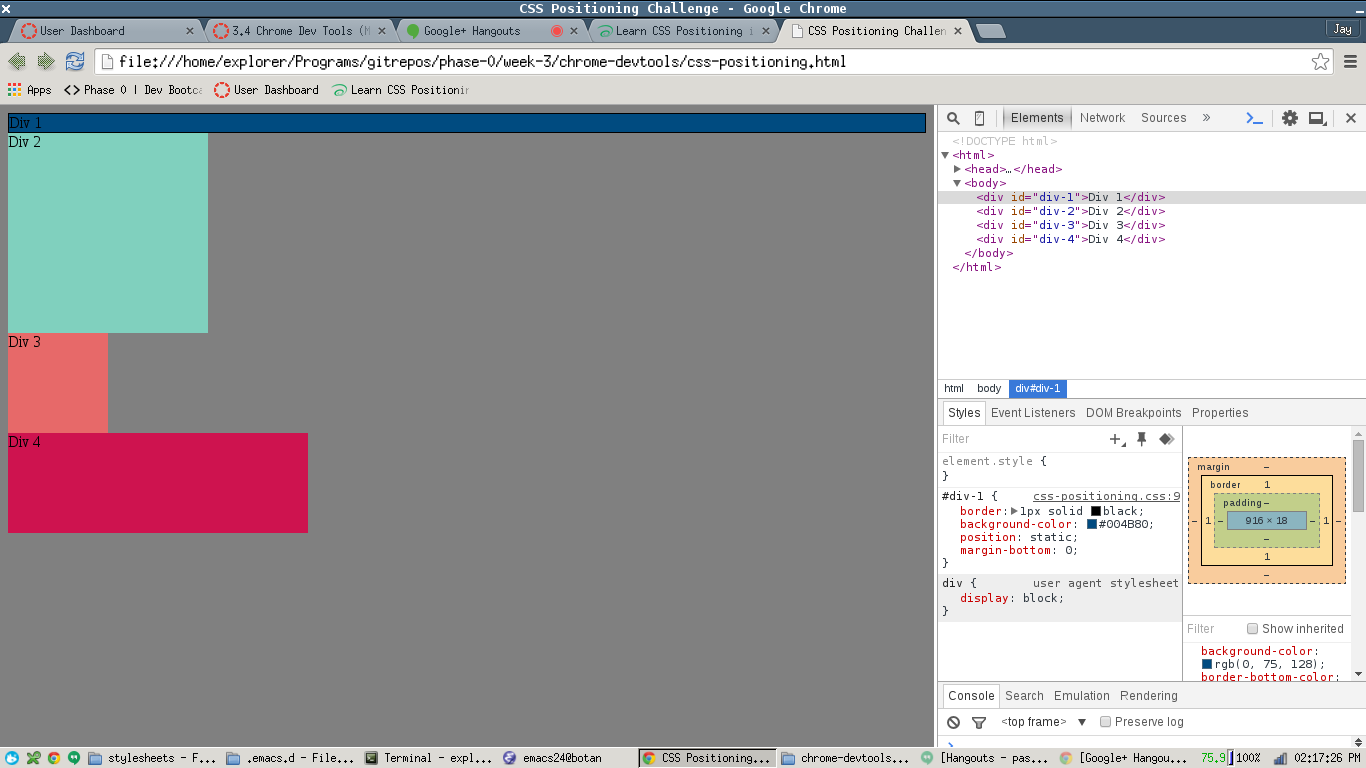 CSS Positioning Challenge - Google Chrome
User Dashboard
3.4 Chrome Dev Tools (M
Google+ Hangouts
Learn CSS Positioning i
CSS Positioning Challen
Jay
file:///home/explorer/Programs/gitrepos/phase-0/week-3/chrome-devtools/css-positioning.html
Apps
Phase 0 | Dev Bootca
User Dashboard
Learn CSS Positionin
Div 1
Div 2
Div 3
Div 4
Elements Network Sources »
<!DOCTYPE html>
<html>
<head>…</head>
<body>
<div id="div-1">Div 1</div>
<div id="div-2">Div 2</div>
<div id="div-3">Div 3</div>
<div id="div-4">Div 4</div>
</body>
</html>
html body div#div-1
Styles Event Listeners DOM Breakpoints Properties
Filter
element.style {
}
#div-1 { css-positioning.css:9
border: 1px solid black;
background-color: #004B80;
position: static;
margin-bottom: 0;
}
div { user agent stylesheet
display: block;
}
margin –
border 1
padding –
– 1 – 916 × 18 – 1 –
–
1
–
Filter Show inherited
background-color:
rgb(0, 75, 128);
border-bottom-color:
Console Search Emulation Rendering
<top frame> Preserve log
stylesheets - F...
.emacs.d - File...
Terminal - expl...
emacs24@botan
CSS Positioning...
chrome-devtools...
[Hangouts - pas...
[Google+ Hangou...
75.9 100% 02:17:26 PM